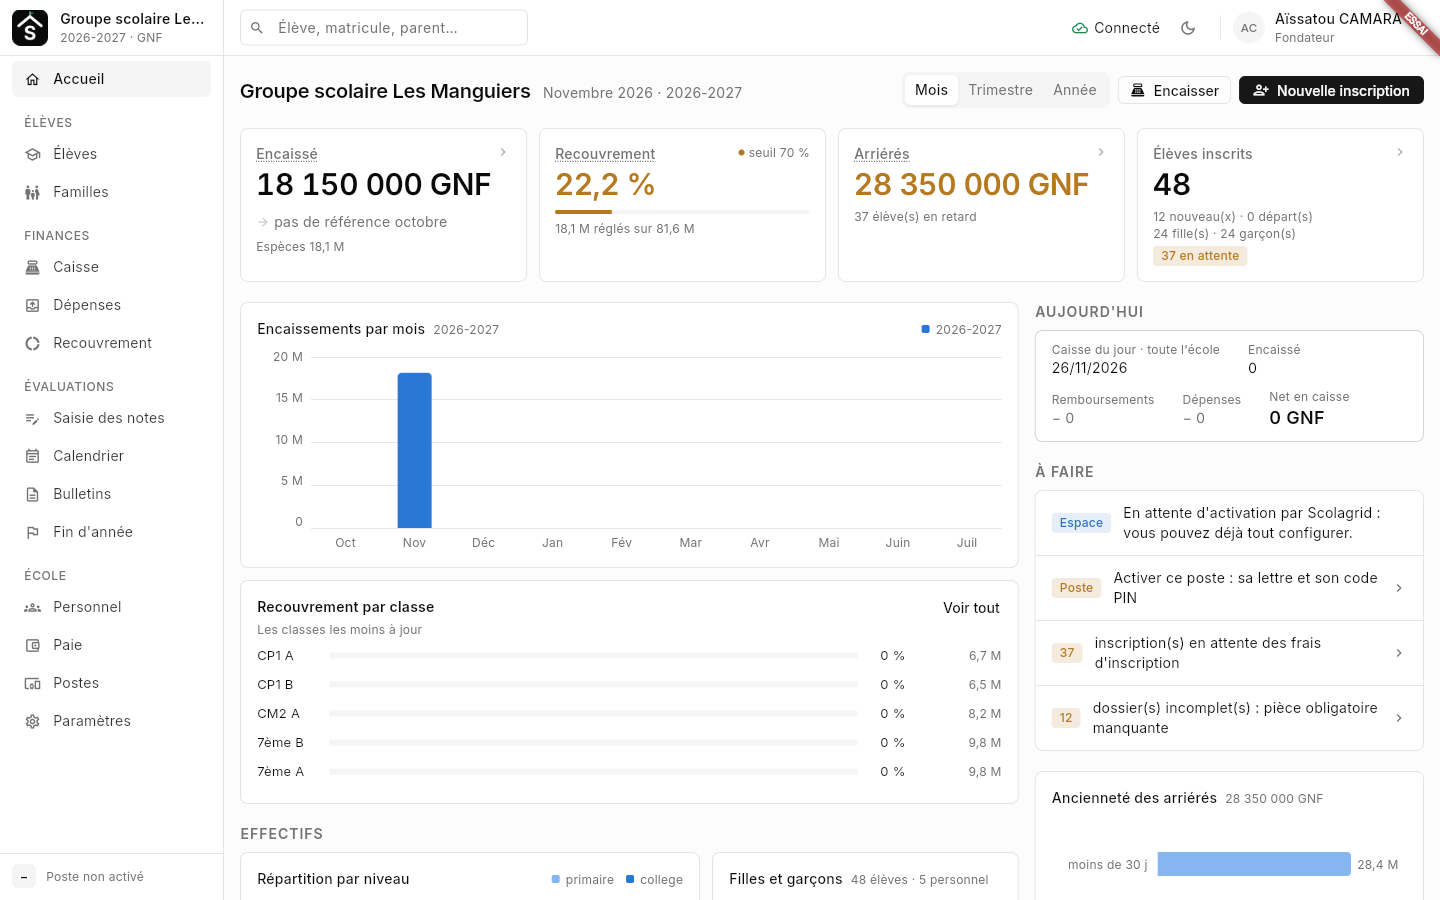 Groupe scolaire Le...
2026-2027 · GNF
Élève, matricule, parent...
Connecté
AC
Aïssatou CAMARA
Fondateur
ESSAI
Accueil
ÉLÈVES
Élèves
Familles
FINANCES
Caisse
Dépenses
Recouvrement
ÉVALUATIONS
Saisie des notes
Calendrier
Bulletins
Fin d'année
ÉCOLE
Personnel
Paie
Postes
Paramètres
– Poste non activé
Groupe scolaire Les Manguiers Novembre 2026 · 2026-2027
Mois Trimestre Année
Encaisser
Nouvelle inscription
Encaissé
18 150 000 GNF
→ pas de référence octobre
Espèces 18,1 M
Recouvrement
seuil 70 %
22,2 %
18,1 M réglés sur 81,6 M
Arriérés
28 350 000 GNF
37 élève(s) en retard
Élèves inscrits
48
12 nouveau(x) · 0 départ(s)
24 fille(s) · 24 garçon(s)
37 en attente
Encaissements par mois 2026-2027
2026-2027
20 M
15 M
10 M
5 M
0
Oct Nov Déc Jan Fév Mar Avr Mai Juin Juil
Recouvrement par classe
Voir tout
Les classes les moins à jour
CP1 A 0 % 6,7 M
CP1 B 0 % 6,5 M
CM2 A 0 % 8,2 M
7ème B 0 % 9,8 M
7ème A 0 % 9,8 M
EFFECTIFS
Répartition par niveau
primaire college
Filles et garçons 48 élèves · 5 personnel
AUJOURD'HUI
Caisse du jour · toute l'école
26/11/2026
Encaissé
0
Remboursements
– 0
Dépenses
– 0
Net en caisse
0 GNF
À FAIRE
Espace
En attente d'activation par Scolagrid :
vous pouvez déjà tout configurer.
Poste
Activer ce poste : sa lettre et son code
PIN
37
inscription(s) en attente des frais
d'inscription
12
dossier(s) incomplet(s) : pièce obligatoire
manquante
Ancienneté des arriérés 28 350 000 GNF
moins de 30 j 28,4 M